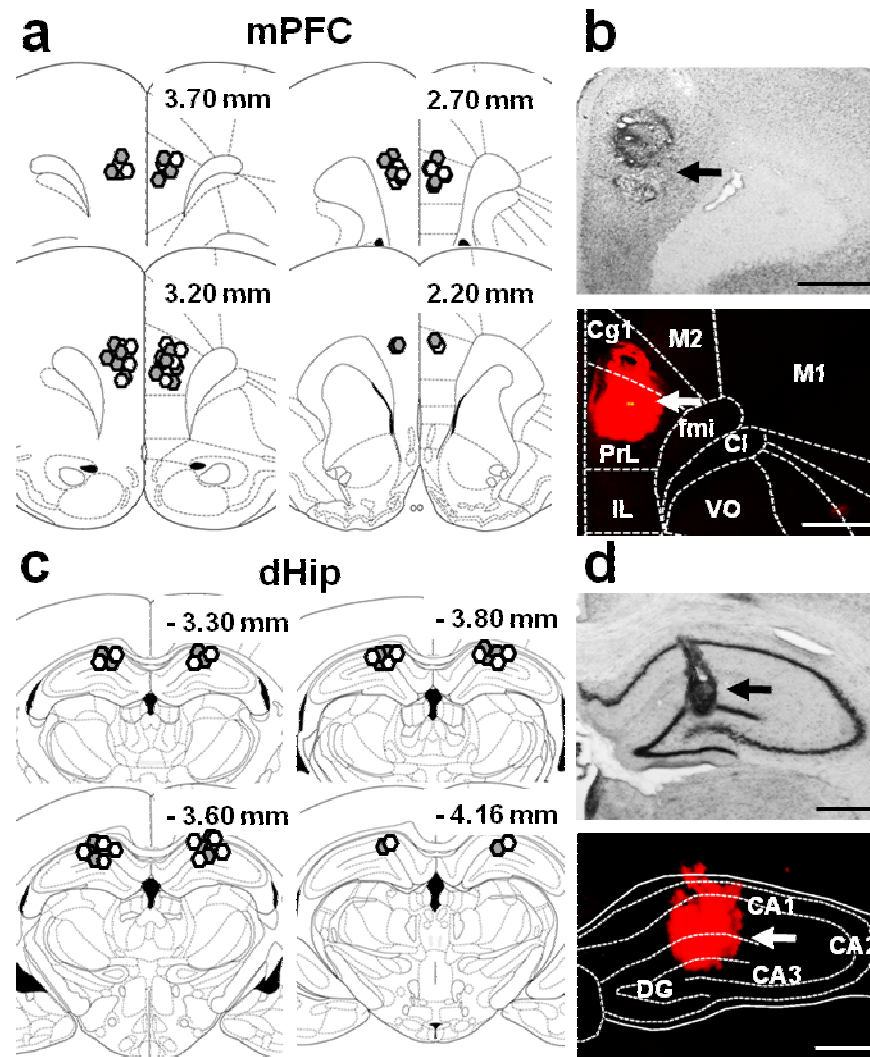 a
mPFC
3.70 mm
2.70 mm
3.20 mm
2.20 mm
b
Cg1
M2
M1
fmi
Cl
PrL
IL
VO
c
dHip
- 3.30 mm
- 3.80 mm
- 3.60 mm
- 4.16 mm
d
CA1
CA2
CA3
DG